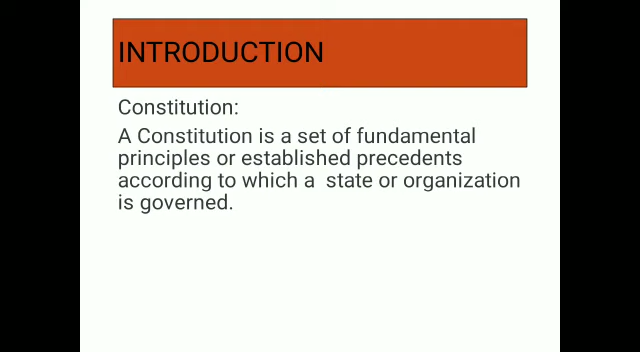 INTRODUCTION
Constitution:
A Constitution is a set of fundamental
principles or established precedents
according to which a  state or organization
is governed.